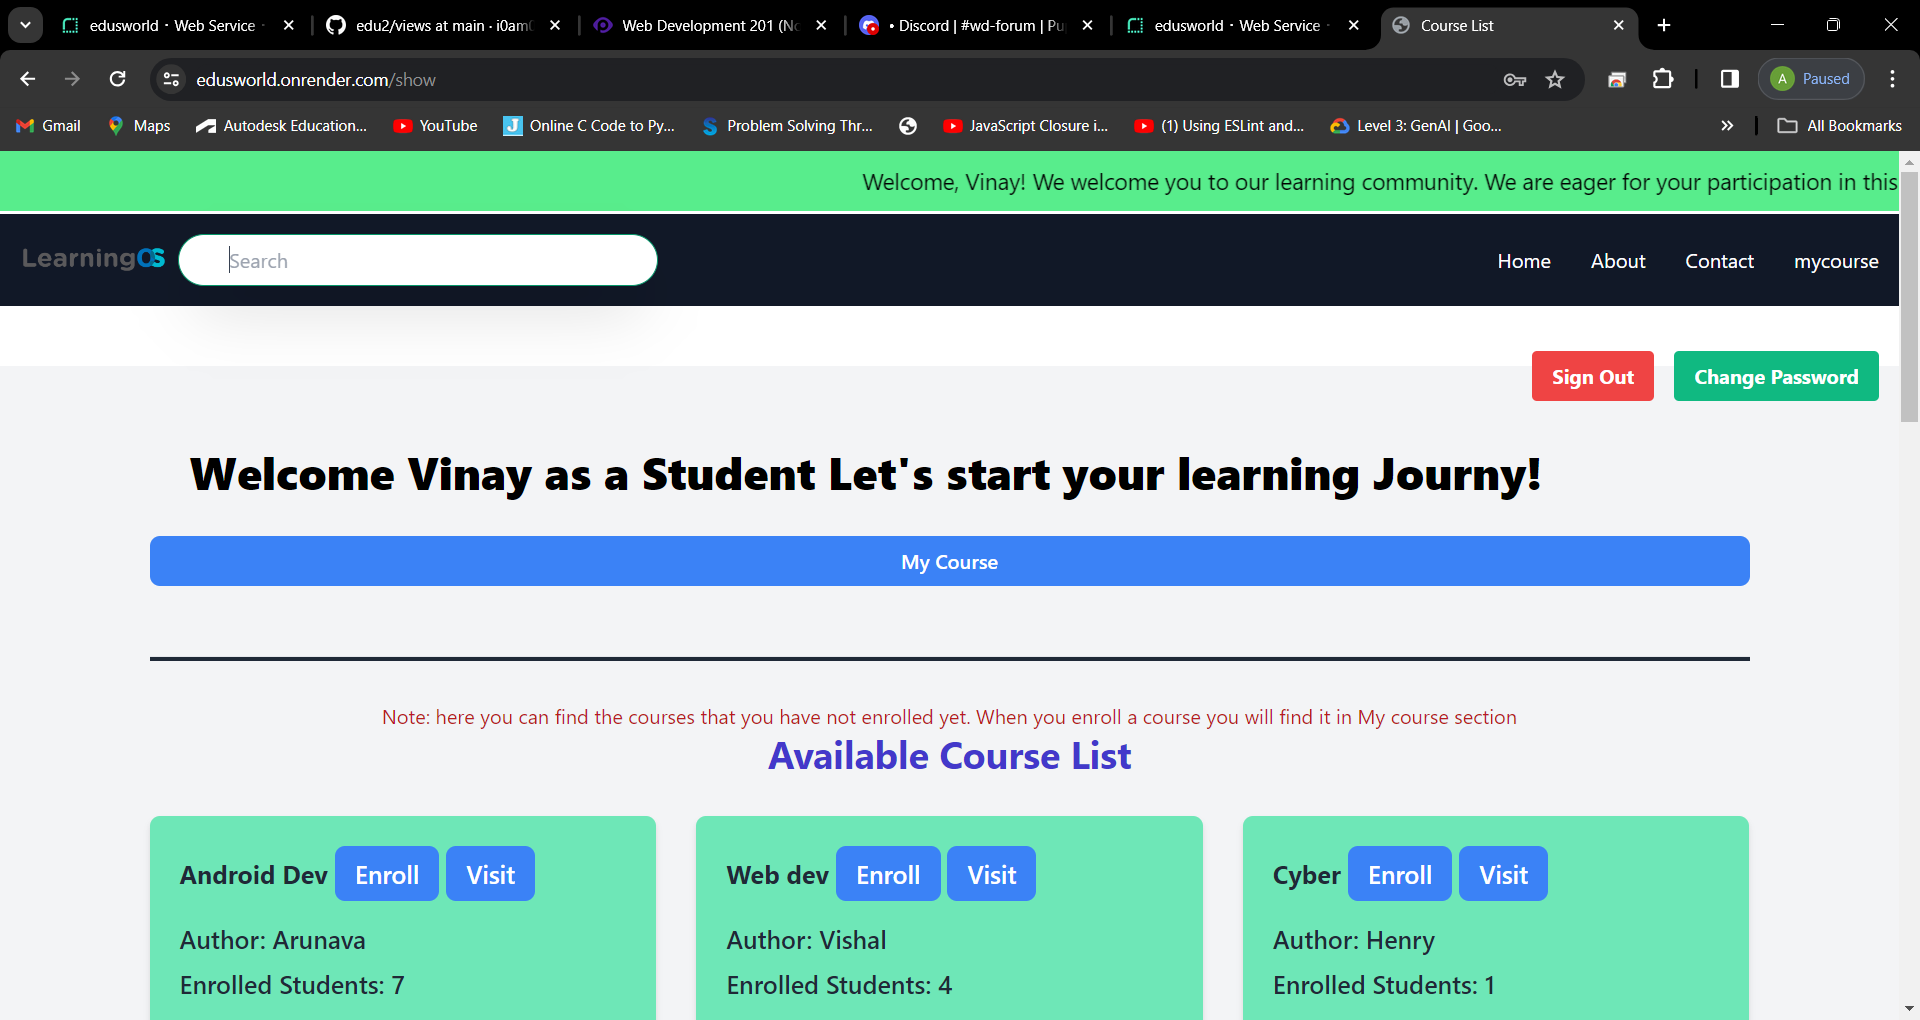 edusworld · Web Service
edu2/views at main · i0am0
Web Development 201 (No
• Discord | #wd-forum | Pu
edusworld · Web Service
Course List
edusworld.onrender.com/show
A Paused
Gmail
Maps
Autodesk Education...
YouTube
Online C Code to Py...
Problem Solving Thr...
JavaScript Closure i...
(1) Using ESLint and...
Level 3: GenAI | Goo...
All Bookmarks
Welcome, Vinay! We welcome you to our learning community. We are eager for your participation in this
LearningOS
Search
Home
About
Contact
mycourse
Sign Out
Change Password
Welcome Vinay as a Student Let's start your learning Journy!
My Course
Note: here you can find the courses that you have not enrolled yet. When you enroll a course you will find it in My course section
Available Course List
Android Dev Enroll Visit
Author: Arunava
Enrolled Students: 7
Web dev Enroll Visit
Author: Vishal
Enrolled Students: 4
Cyber Enroll Visit
Author: Henry
Enrolled Students: 1